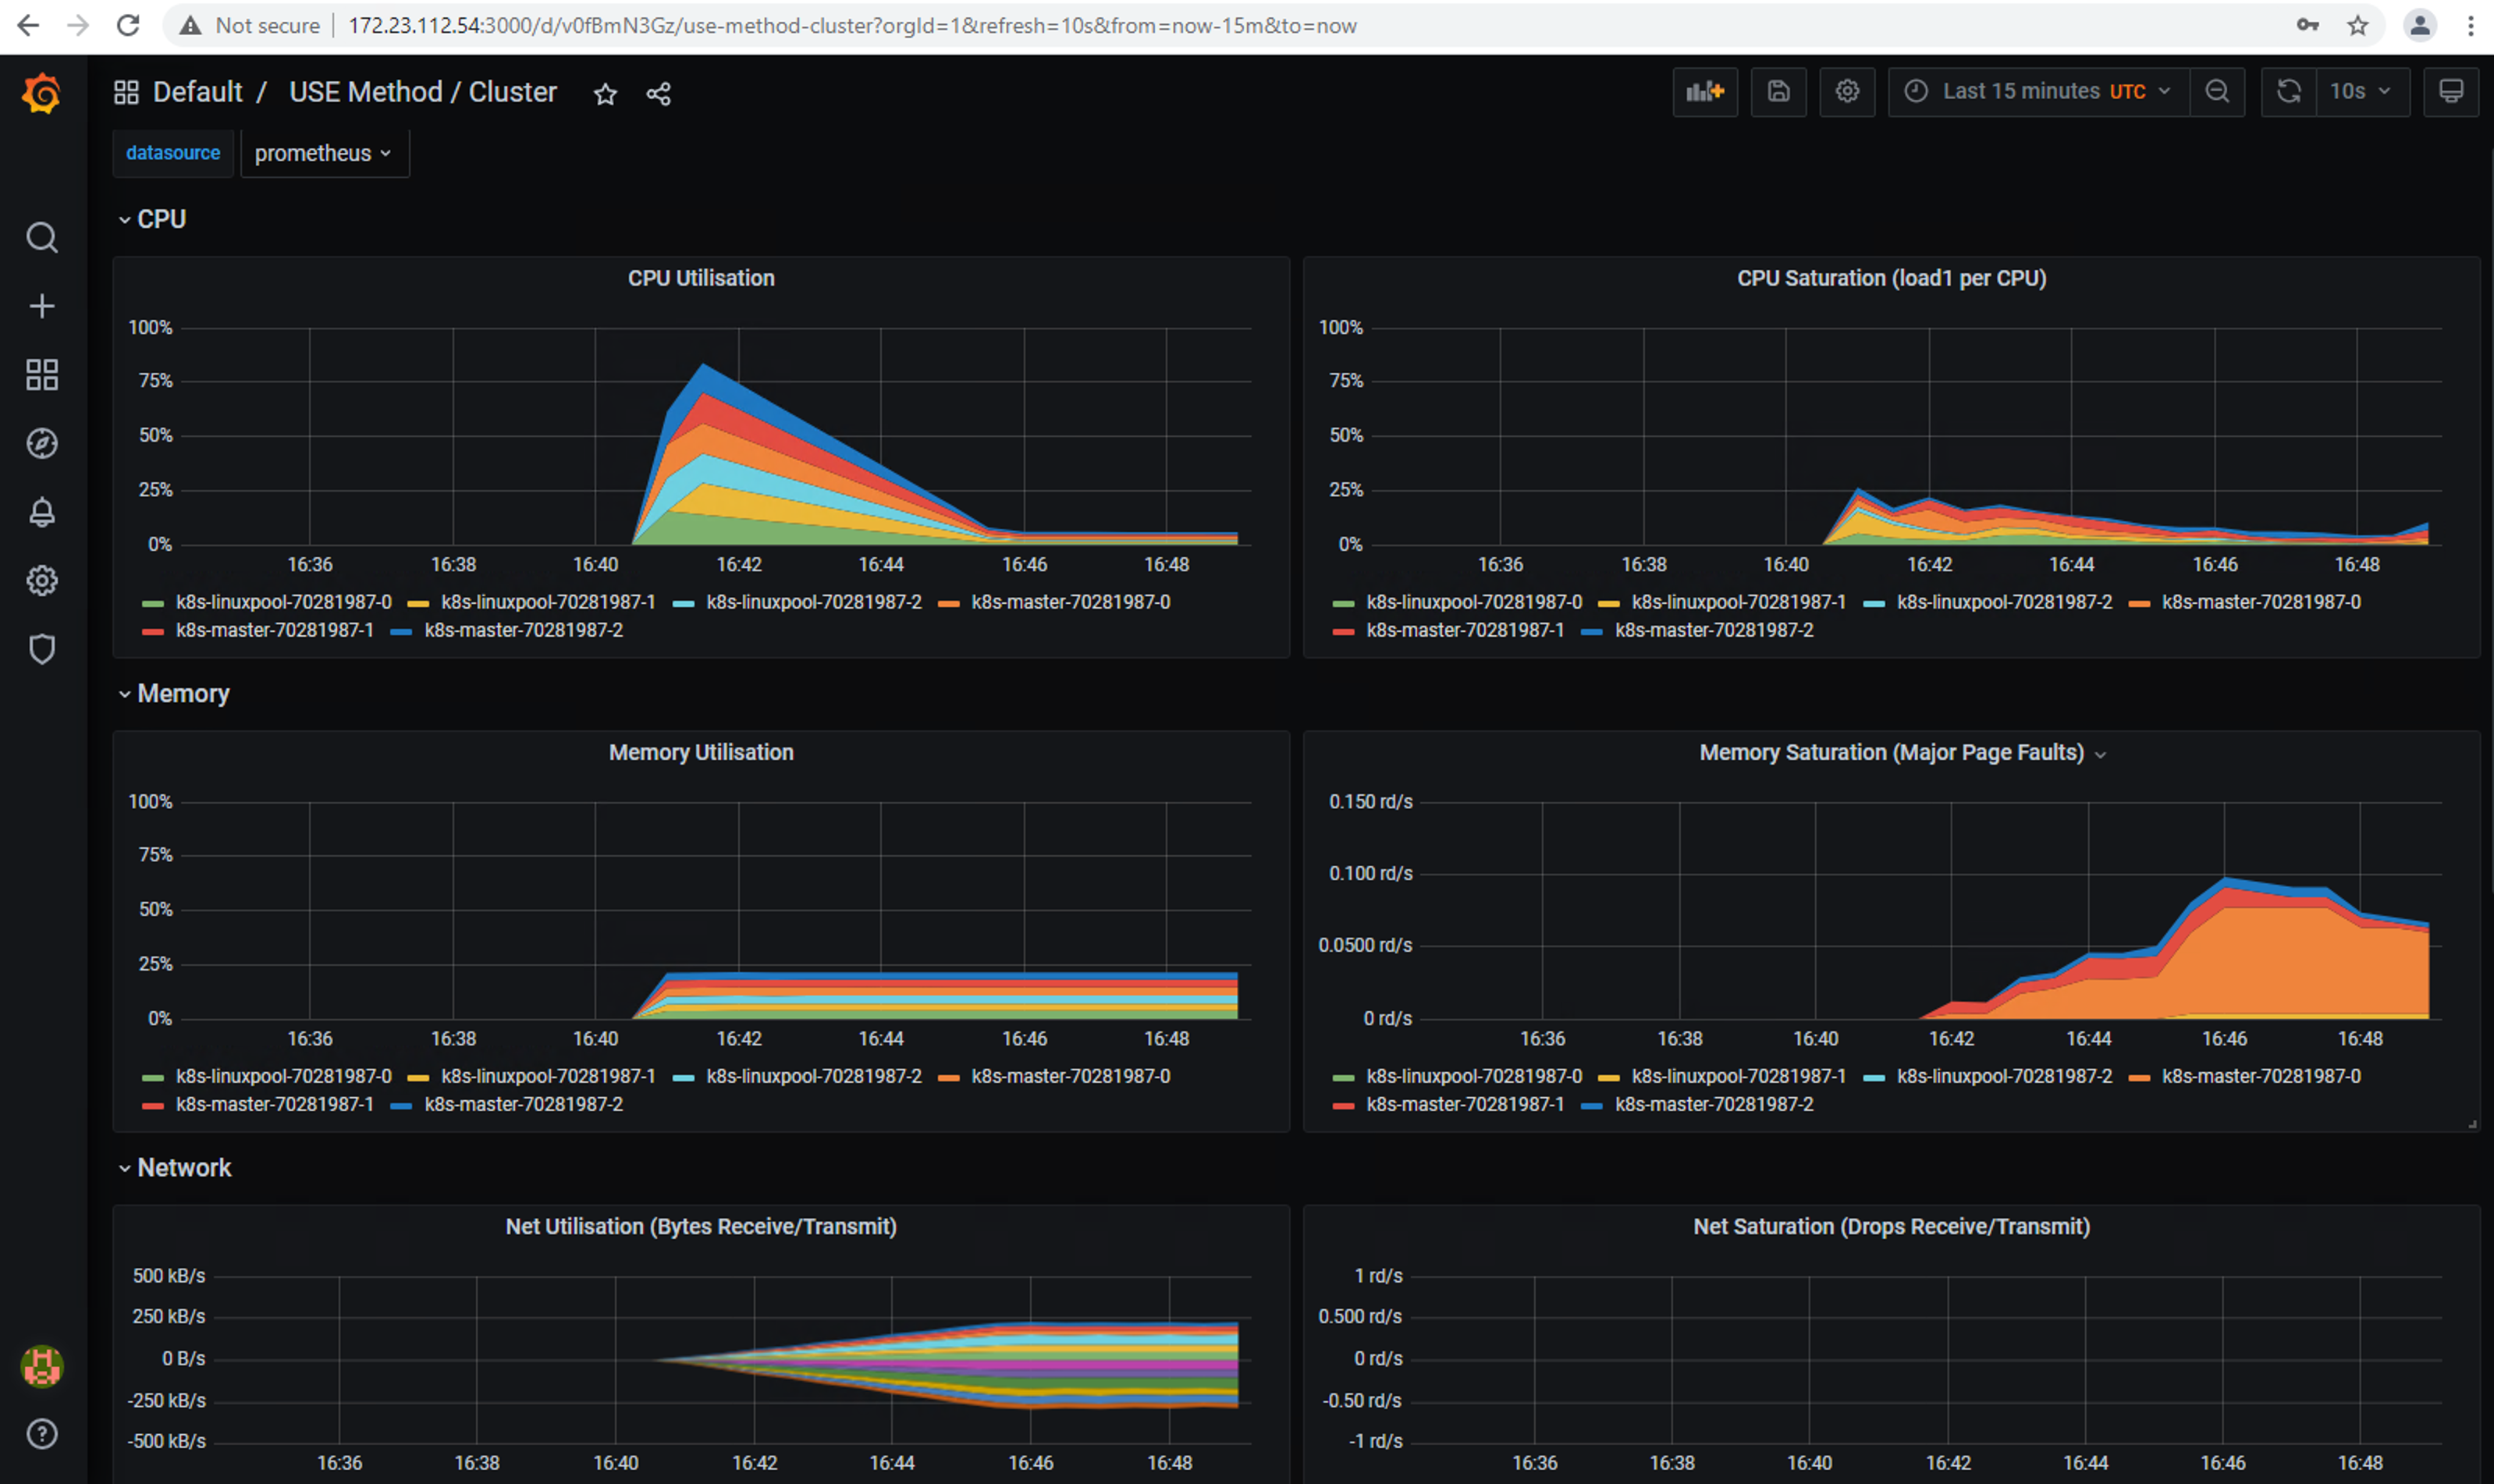 Not secure 172.23.112.54:3000/d/v0fBmN3Gz/use-method-cluster?orgId=1&refresh=10s&from=now-15m&to=now
Default / USE Method / Cluster
Last 15 minutes UTC
10s
datasource prometheus
CPU
CPU Utilisation
100%
75%
50%
25%
0%
16:36 16:38 16:40 16:42 16:44 16:46 16:48
k8s-linuxpool-70281987-0 k8s-linuxpool-70281987-1 k8s-linuxpool-70281987-2 k8s-master-70281987-0
k8s-master-70281987-1 k8s-master-70281987-2
CPU Saturation (load1 per CPU)
100%
75%
50%
25%
0%
16:36 16:38 16:40 16:42 16:44 16:46 16:48
k8s-linuxpool-70281987-0 k8s-linuxpool-70281987-1 k8s-linuxpool-70281987-2 k8s-master-70281987-0
k8s-master-70281987-1 k8s-master-70281987-2
Memory
Memory Utilisation
100%
75%
50%
25%
0%
16:36 16:38 16:40 16:42 16:44 16:46 16:48
k8s-linuxpool-70281987-0 k8s-linuxpool-70281987-1 k8s-linuxpool-70281987-2 k8s-master-70281987-0
k8s-master-70281987-1 k8s-master-70281987-2
Memory Saturation (Major Page Faults)
0.150 rd/s
0.100 rd/s
0.0500 rd/s
0 rd/s
16:36 16:38 16:40 16:42 16:44 16:46 16:48
k8s-linuxpool-70281987-0 k8s-linuxpool-70281987-1 k8s-linuxpool-70281987-2 k8s-master-70281987-0
k8s-master-70281987-1 k8s-master-70281987-2
Network
Net Utilisation (Bytes Receive/Transmit)
500 kB/s
250 kB/s
0 B/s
-250 kB/s
-500 kB/s
16:36 16:38 16:40 16:42 16:44 16:46 16:48
Net Saturation (Drops Receive/Transmit)
1 rd/s
0.500 rd/s
0 rd/s
-0.50 rd/s
-1 rd/s
16:36 16:38 16:40 16:42 16:44 16:46 16:48